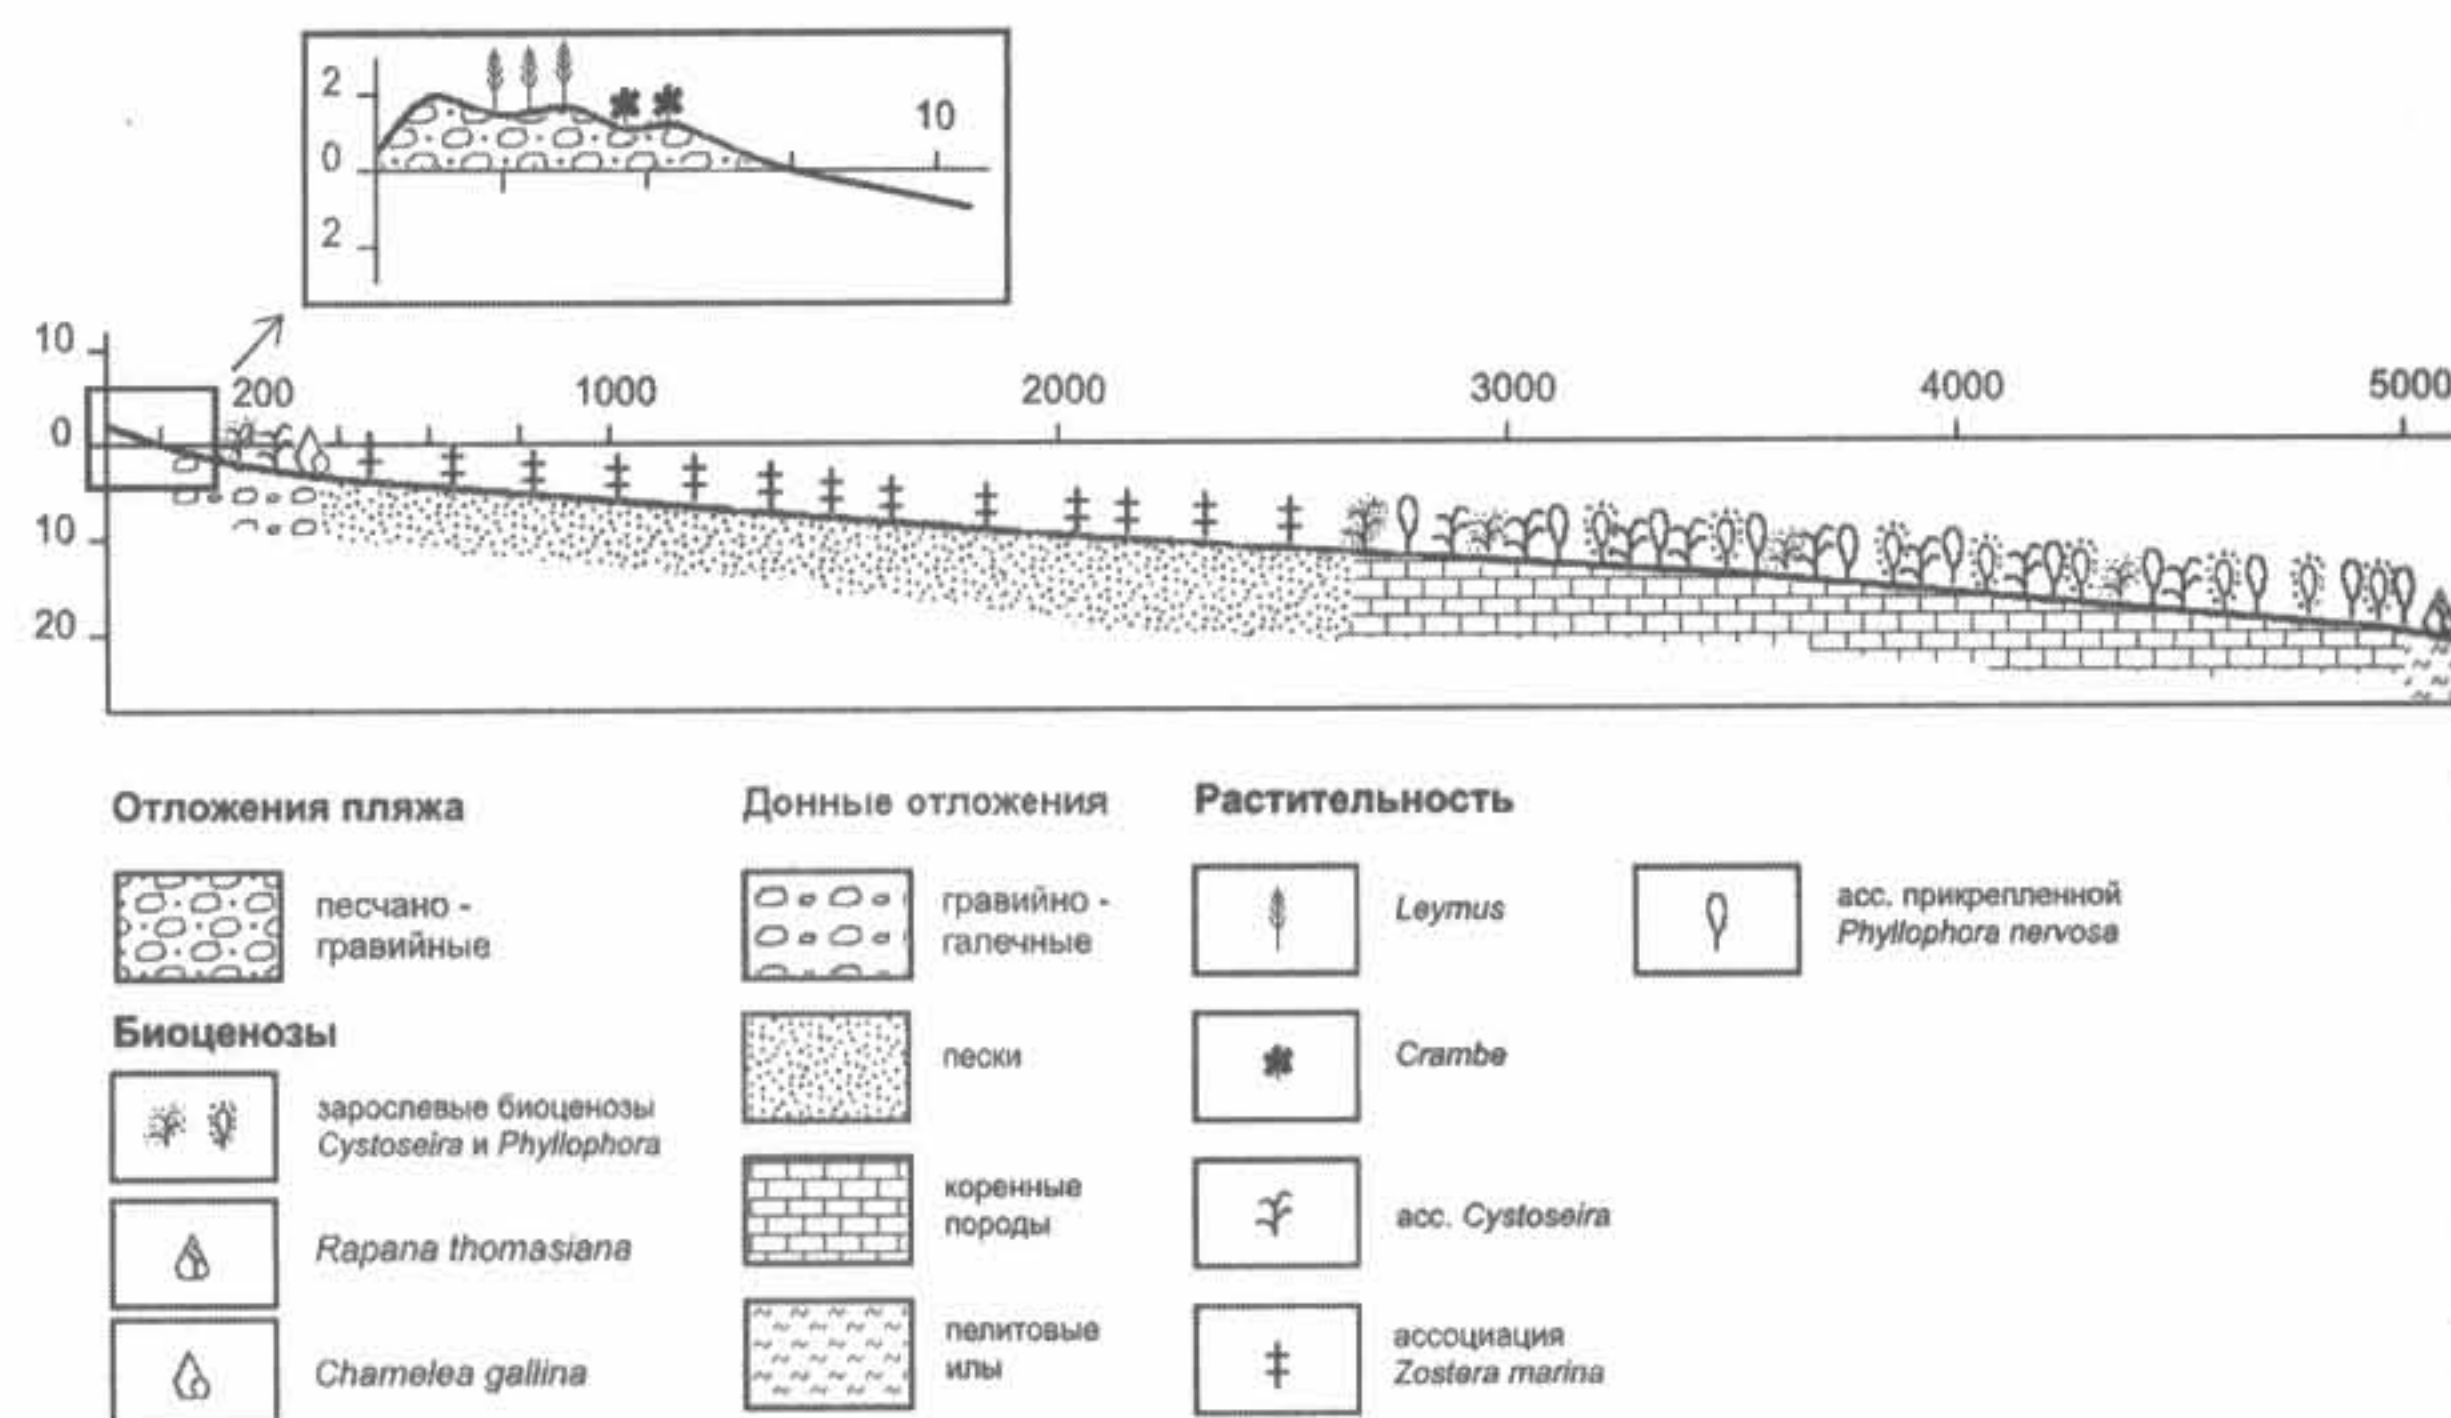 2
10
0
2
10
200
1000
2000
3000
4000
5000
0
10
20
Отложения пляжа
песчано -
гравийные
Биоценозы
зарослевые биоценозы
Cystoseira и Phyllophora
Rapana thomasiana
Chamelea gallina
Донные отложения
гравийно -
галечные
пески
коренные
породы
пелитовые
илы
Растительность
Leymus
Crambe
асс. Cystoseira
ассоциация
Zostera marina
асс. прикрепленной
Phyllophora nervosa